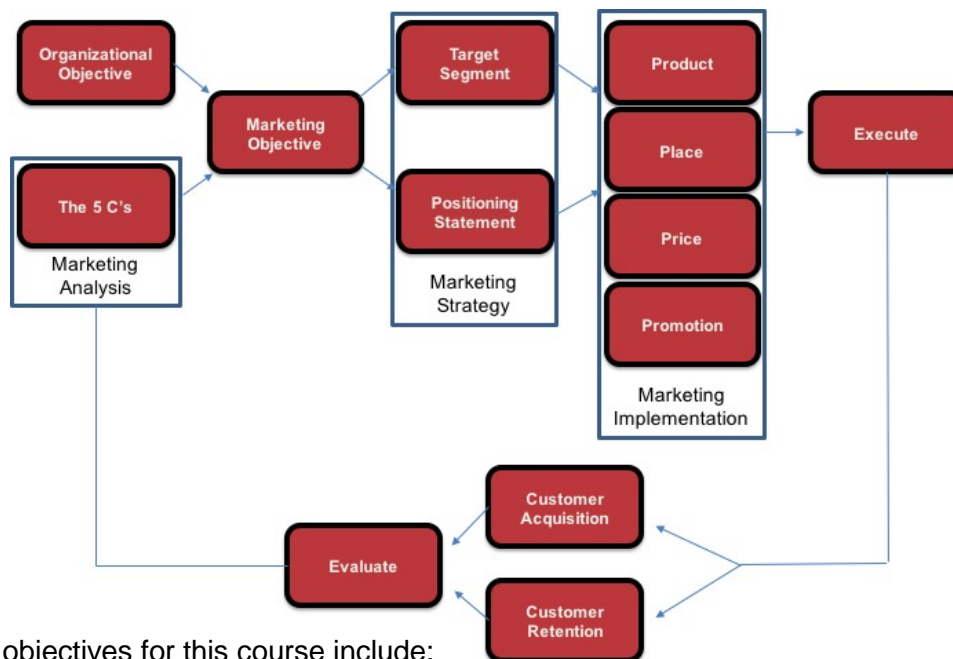 Organizational
Objective
Target
Segment
Product
Marketing
Objective
Execute
Place
The 5 C's
Positioning
Statement
Marketing
Analysis
Price
Marketing
Strategy
Promotion
Marketing
Implementation
Customer
Acquisition
Evaluate
Customer
Retention
objectives for this course include: